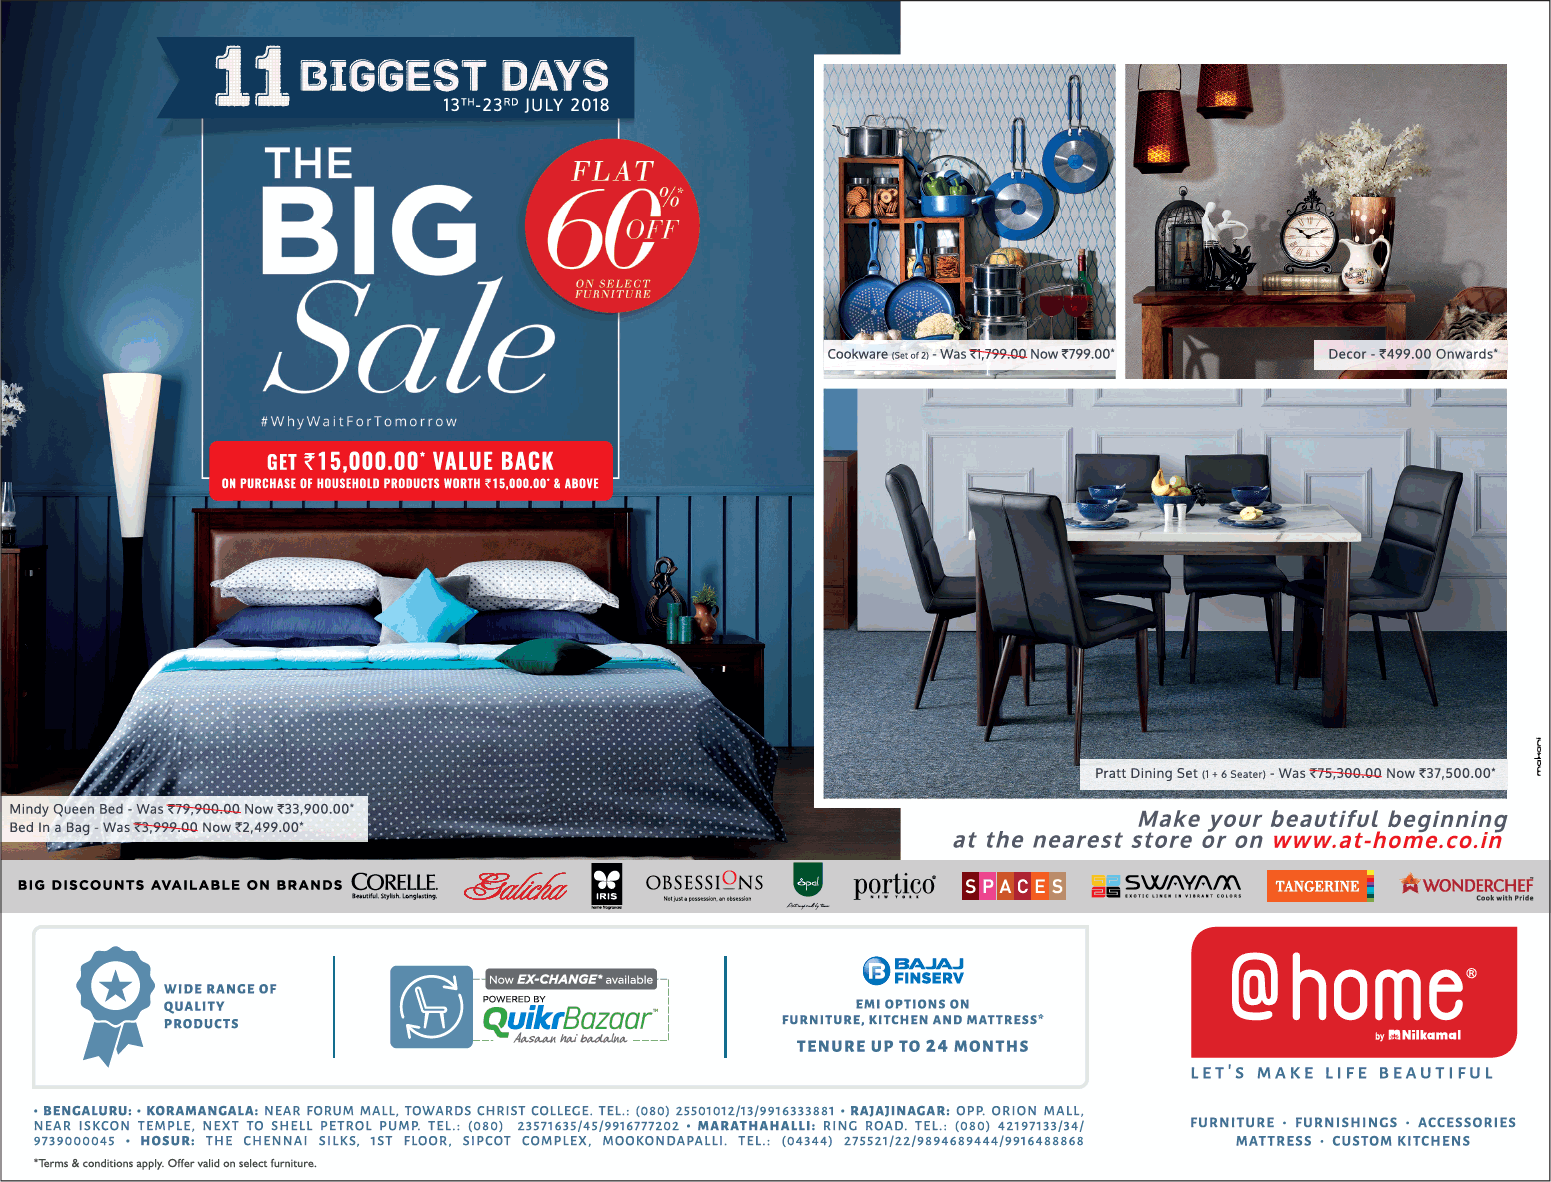 11 BIGGEST DAYS
13TH-23RD JULY 2018
THE
BIG
Sale
FLAT
60%*
OFF
ON SELECT
FURNITURE
#WhyWaitForTomorrow
GET ₹15,000.00* VALUE BACK
ON PURCHASE OF HOUSEHOLD PRODUCTS WORTH ₹15,000.00* & ABOVE
Mindy Queen Bed - Was ₹79,900.00 Now ₹33,900.00*
Bed In a Bag - Was ₹3,999.00 Now ₹2,499.00*
Cookware (Set of 2) - Was ₹1,799.00 Now ₹799.00*
Decor - ₹499.00 Onwards*
Pratt Dining Set (1 + 6 Seater) - Was ₹75,300.00 Now ₹37,500.00*
makani
Make your beautiful beginning
at the nearest store or on www.at-home.co.in
BIG DISCOUNTS AVAILABLE ON BRANDS
CORELLE.
Beautiful. Stylish. Longlasting.
Galicha
IRIS
home fragrances
OBSESSIONS
Not just a possession, an obsession
Opal
portico
NEW YORK
SPACES
SWAYAM
EXOTIC LINEN IN VIBRANT COLORS
TANGERINE
WONDERCHEF
Cook with Pride
WIDE RANGE OF
QUALITY
PRODUCTS
Now EX-CHANGE* available
POWERED BY
QuikrBazaar™
Aasaan hai badalna
B BAJAJ
FINSERV
EMI OPTIONS ON
FURNITURE, KITCHEN AND MATTRESS*
TENURE UP TO 24 MONTHS
@home®
by Nilkamal
LET'S MAKE LIFE BEAUTIFUL
FURNITURE · FURNISHINGS · ACCESSORIES
MATTRESS · CUSTOM KITCHENS
• BENGALURU: • KORAMANGALA: NEAR FORUM MALL, TOWARDS CHRIST COLLEGE. TEL.: (080) 25501012/13/9916333881 • RAJAJINAGAR: OPP. ORION MALL,
NEAR ISKCON TEMPLE, NEXT TO SHELL PETROL PUMP. TEL.: (080) 23571635/45/9916777202 • MARATHAHALLI: RING ROAD. TEL.: (080) 42197133/34/
9739000045 • HOSUR: THE CHENNAI SILKS, 1ST FLOOR, SIPCOT COMPLEX, MOOKONDAPALLI. TEL.: (04344) 275521/22/9894689444/9916488868
*Terms & conditions apply. Offer valid on select furniture.